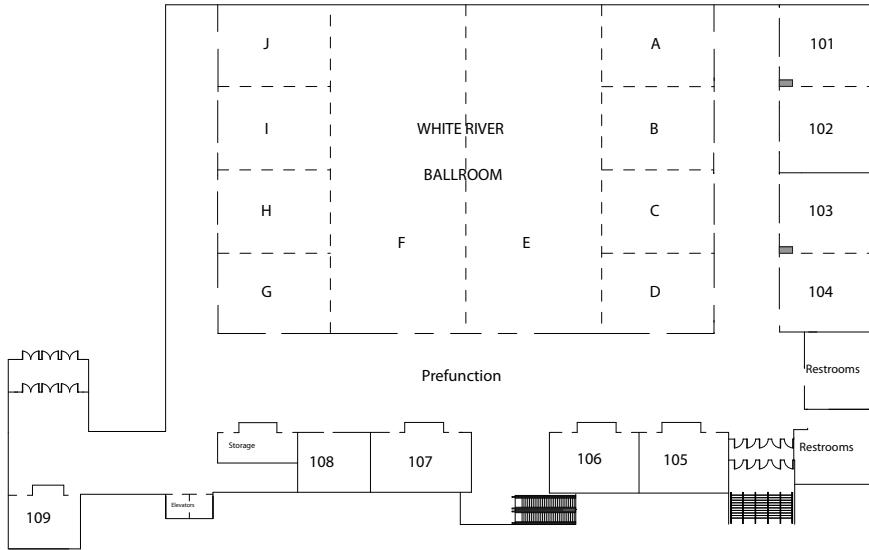 J
A
101
I
WHITE RIVER
B
102
BALLROOM
H
C
103
F
E
G
D
104
Prefunction
Restrooms
Storage
108
107
106
105
Restrooms
Elevators
109